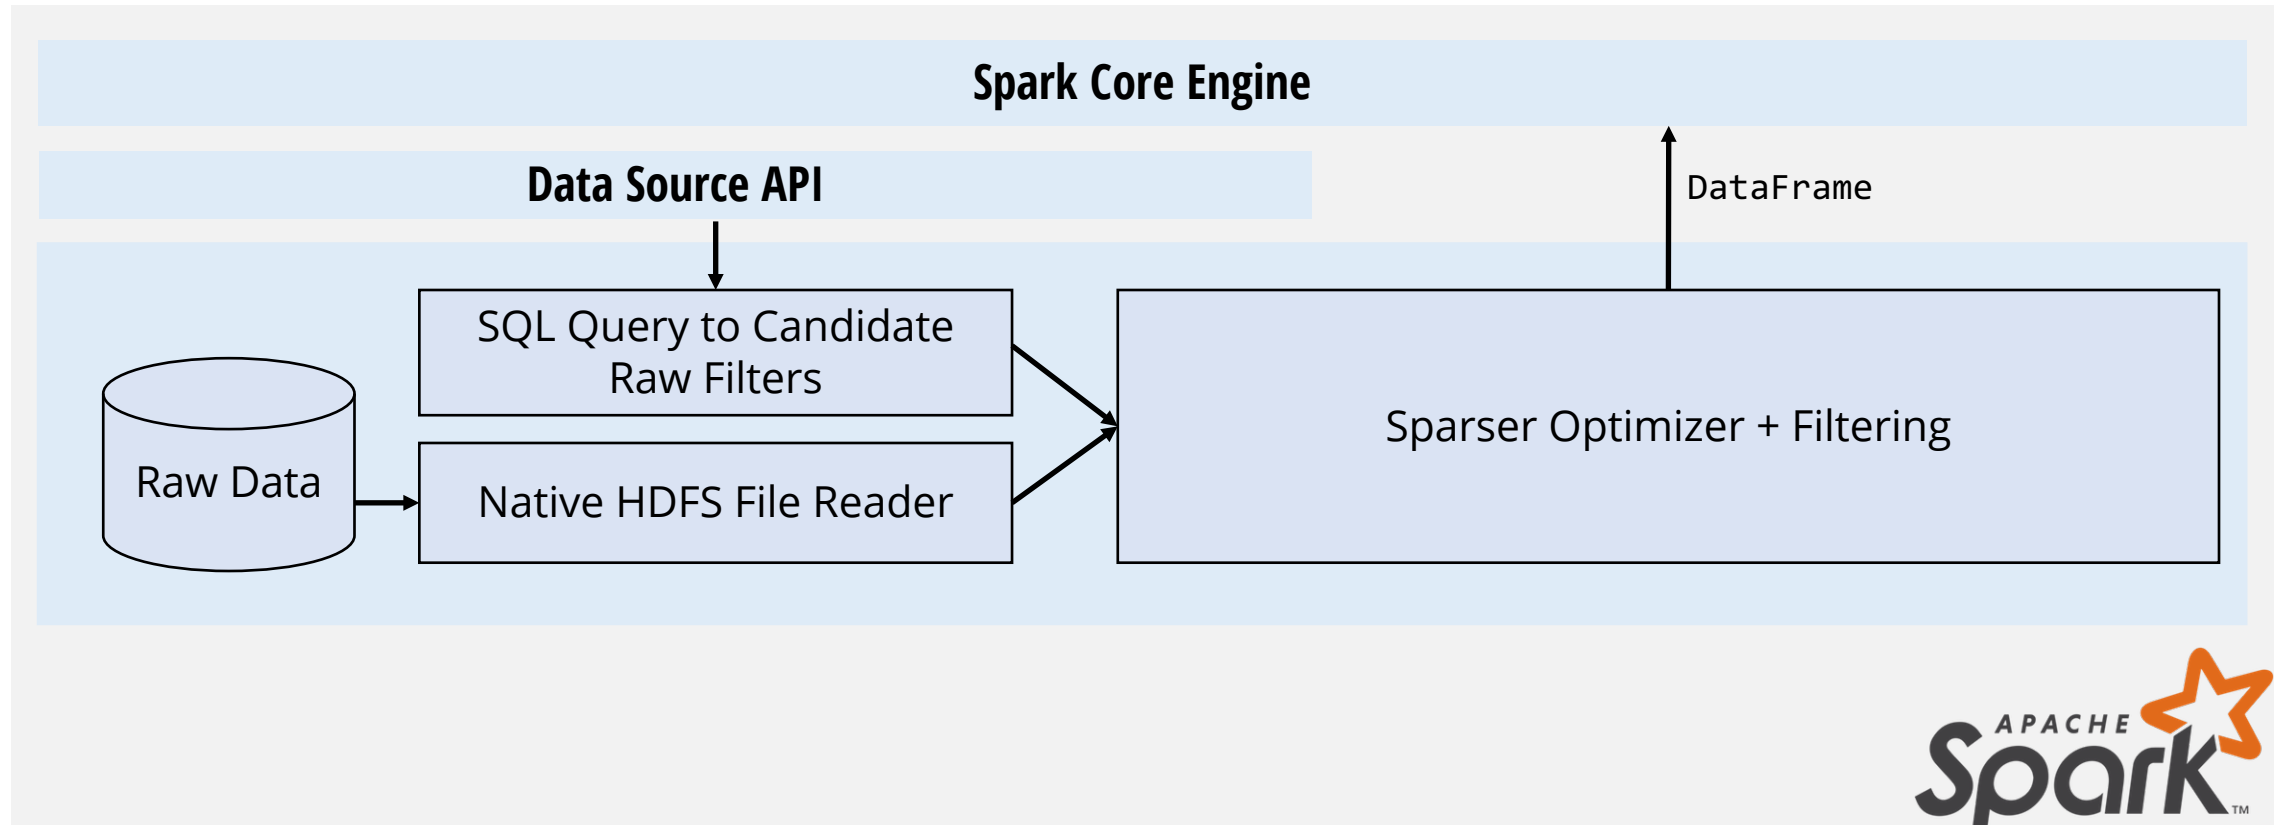 Spark Core Engine
Data Source API
DataFrame
SQL Query to Candidate
Raw Filters
Sparser Optimizer + Filtering
Raw Data
Native HDFS File Reader
APACHE
Spark
TM